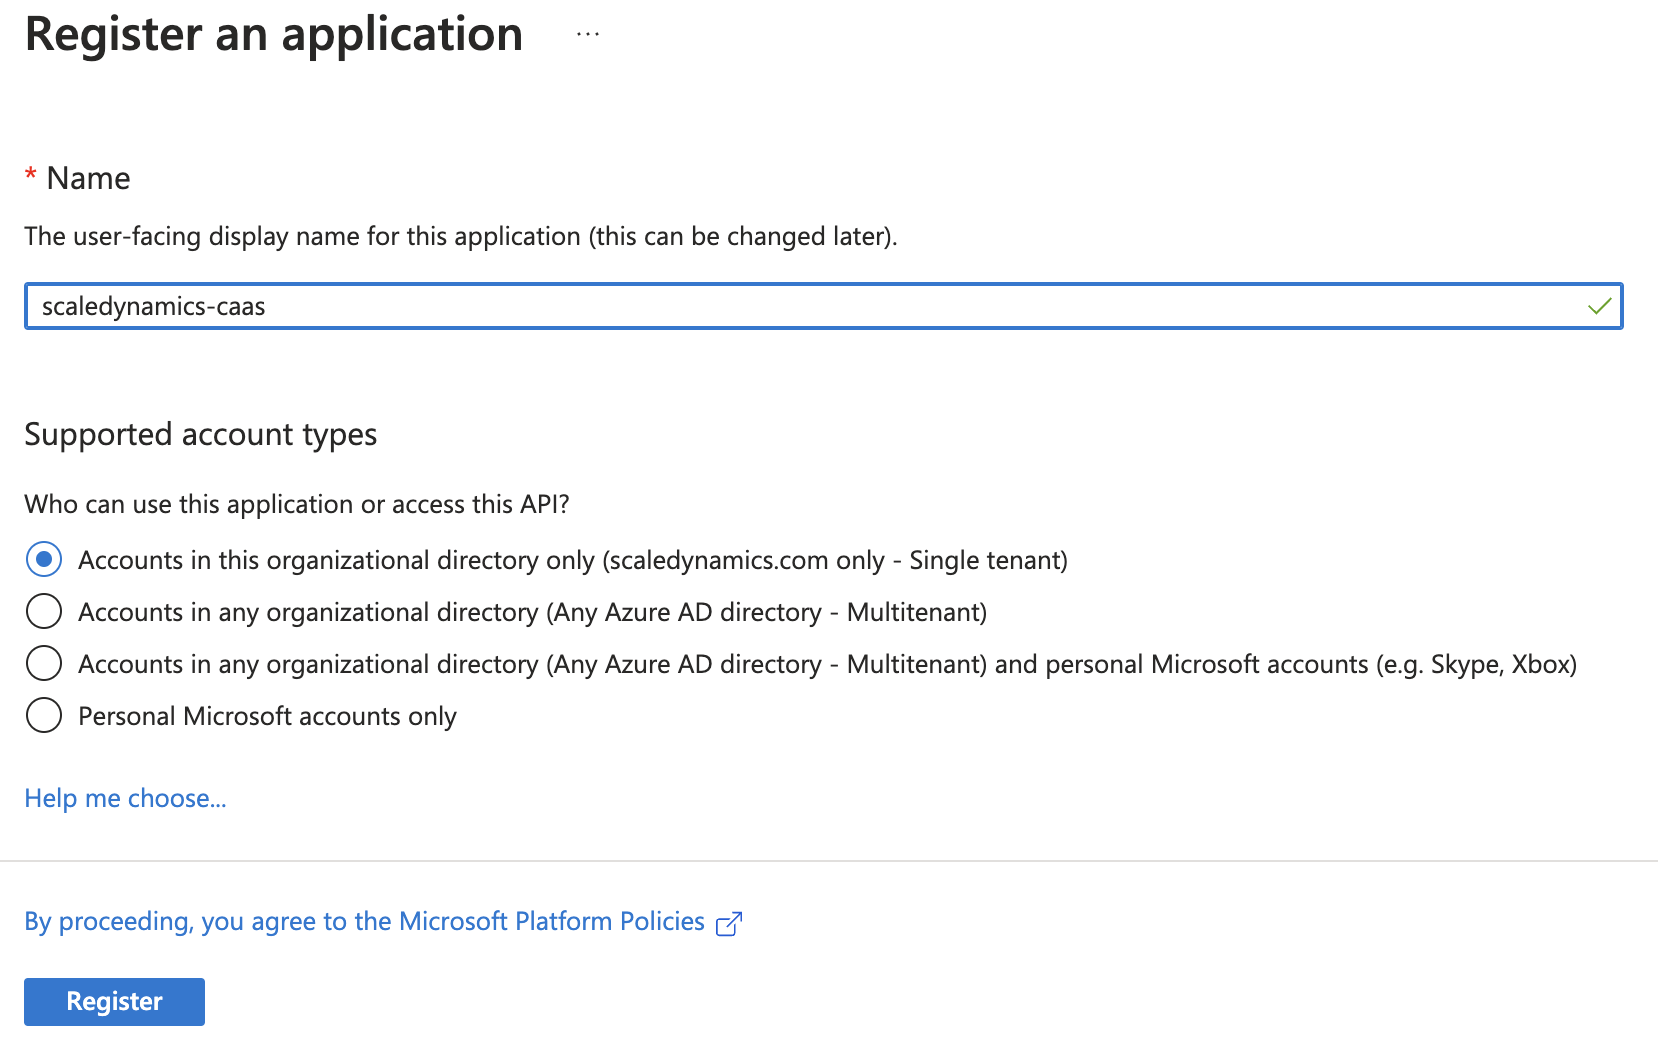 Register an application ...
* Name
The user-facing display name for this application (this can be changed later).
scaledynamics-caas
Supported account types
Who can use this application or access this API?
Accounts in this organizational directory only (scaledynamics.com only - Single tenant)
Accounts in any organizational directory (Any Azure AD directory - Multitenant)
Accounts in any organizational directory (Any Azure AD directory - Multitenant) and personal Microsoft accounts (e.g. Skype, Xbox)
Personal Microsoft accounts only
Help me choose...
By proceeding, you agree to the Microsoft Platform Policies
Register